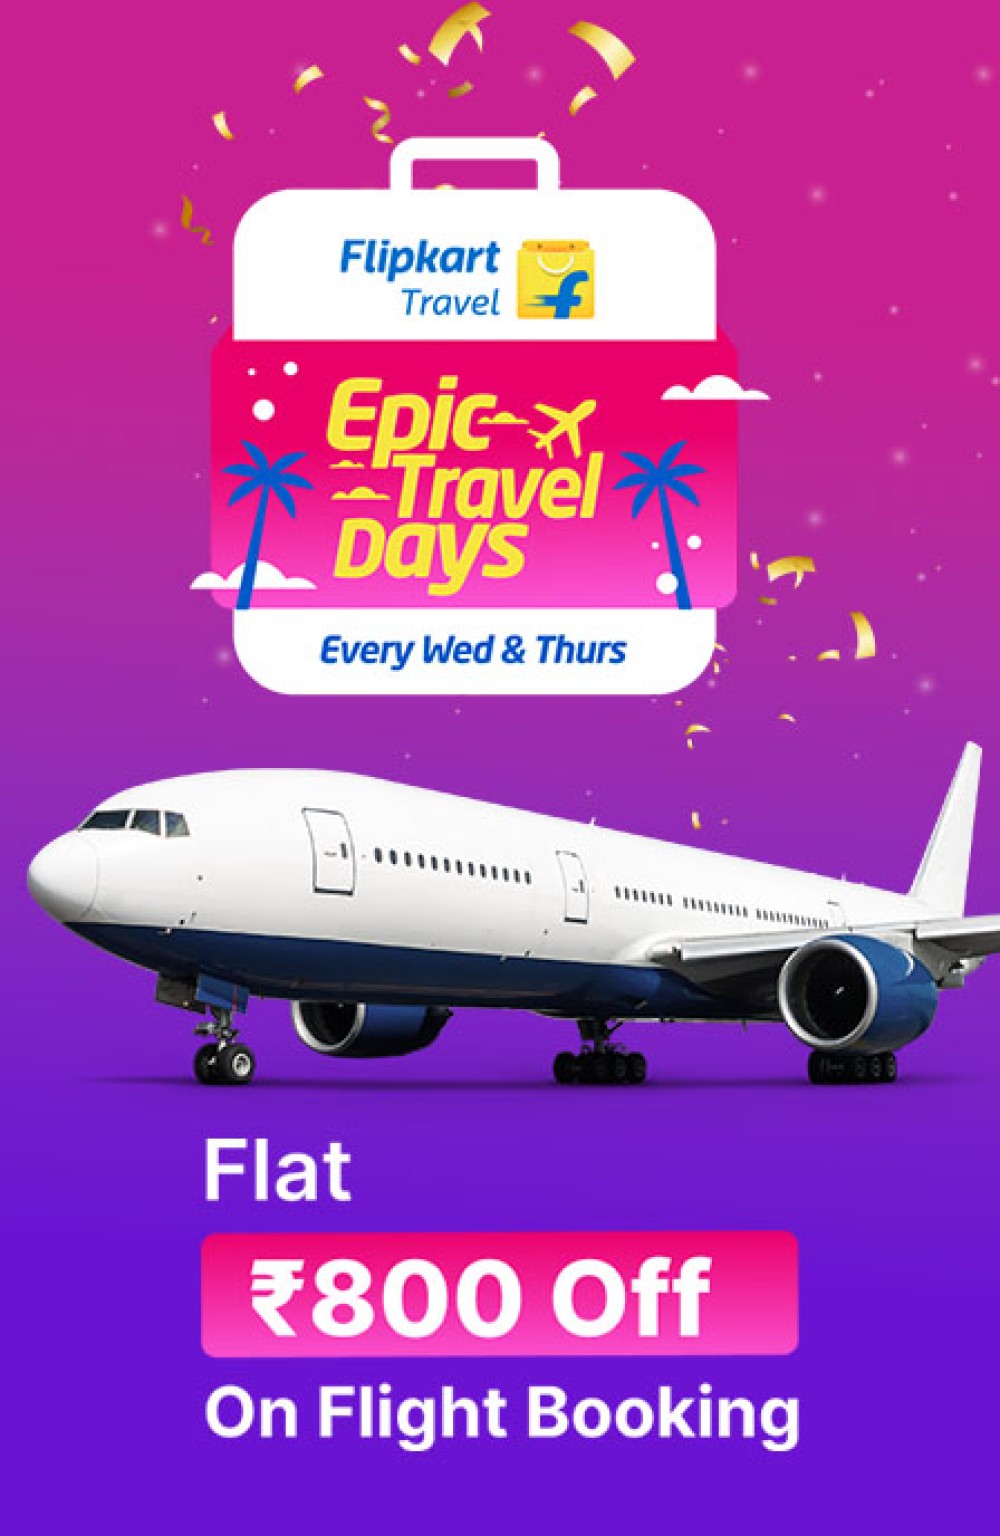 Flipkart
Travel
Epic
Travel
Days
Every Wed & Thurs
Flat
₹800 Off
On Flight Booking